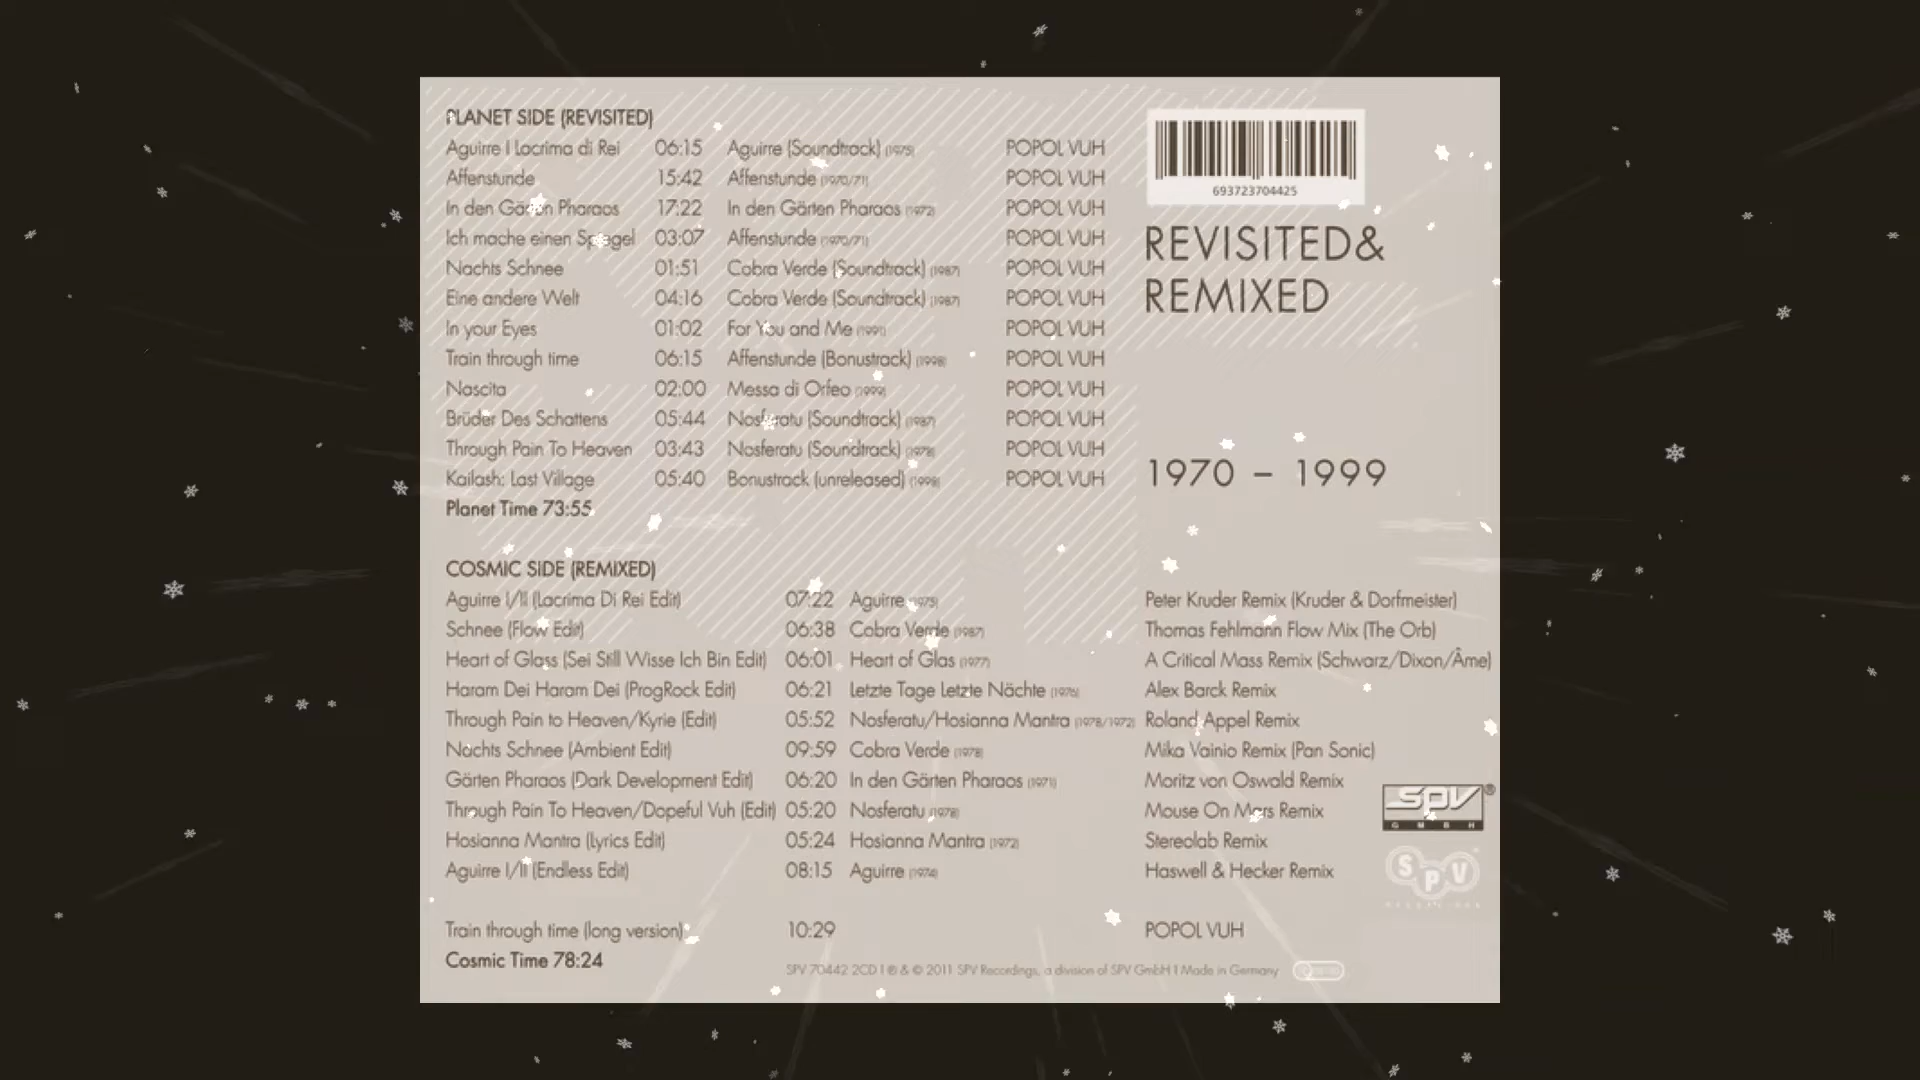 PLANET SIDE (REVISITED)
Aguirre I Lacrima di Rei 06:15 Aguirre (Soundtrack) (1975) POPOL VUH
Affenstunde 15:42 Affenstunde (1970/71) POPOL VUH
In den Gärten Pharaos 17:22 In den Gärten Pharaos (1972) POPOL VUH
Ich mache einen Spiegel 03:07 Affenstunde (1970/71) POPOL VUH
Nachts Schnee 01:51 Cobra Verde (Soundtrack) (1987) POPOL VUH
Eine andere Welt 04:16 Cobra Verde (Soundtrack) (1987) POPOL VUH
In your Eyes 01:02 For You and Me (1991) POPOL VUH
Train through time 06:15 Affenstunde (Bonustrack) (1998) POPOL VUH
Nascita 02:00 Messa di Orfeo (1999) POPOL VUH
Brüder Des Schattens 05:44 Nosferatu (Soundtrack) (1987) POPOL VUH
Through Pain To Heaven 03:43 Nosferatu (Soundtrack) (1978) POPOL VUH
Kailash: Last Village 05:40 Bonustrack (unreleased) (1998) POPOL VUH
Planet Time 73:55
693723704425
REVISITED&
REMIXED
1970 – 1999
COSMIC SIDE (REMIXED)
Aguirre I/II (Lacrima Di Rei Edit) 07:22 Aguirre (1975) Peter Kruder Remix (Kruder & Dorfmeister)
Schnee (Flow Edit) 06:38 Cobra Verde (1987) Thomas Fehlmann Flow Mix (The Orb)
Heart of Glass (Sei Still Wisse Ich Bin Edit) 06:01 Heart of Glas (1977) A Critical Mass Remix (Schwarz/Dixon/Âme)
Haram Dei Haram Dei (ProgRock Edit) 06:21 Letzte Tage Letzte Nächte (1976) Alex Barck Remix
Through Pain to Heaven/Kyrie (Edit) 05:52 Nosferatu/Hosianna Mantra (1978/1972) Roland Appel Remix
Nachts Schnee (Ambient Edit) 09:59 Cobra Verde (1978) Mika Vainio Remix (Pan Sonic)
Gärten Pharaos (Dark Development Edit) 06:20 In den Gärten Pharaos (1971) Moritz von Oswald Remix
Through Pain To Heaven/Dopeful Vuh (Edit) 05:20 Nosferatu (1978) Mouse On Mars Remix
Hosianna Mantra (Lyrics Edit) 05:24 Hosianna Mantra (1972) Stereolab Remix
Aguirre I/II (Endless Edit) 08:15 Aguirre (1974) Haswell & Hecker Remix
spv®
GMBH
SPV
Train through time (long version) 10:29 POPOL VUH
Cosmic Time 78:24
SPV 70442 2CD I ℗ & © 2011 SPV Recordings, a division of SPV GmbH I Made in Germany